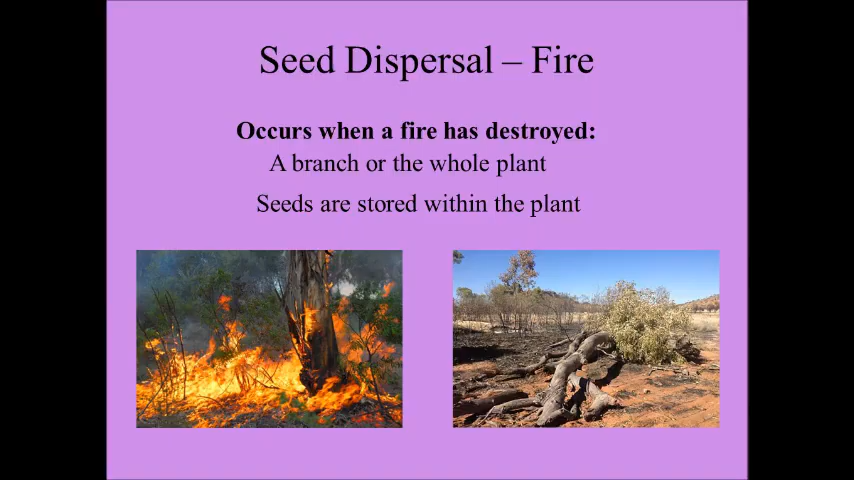 Seed Dispersal – Fire
Occurs when a fire has destroyed:
A branch or the whole plant
Seeds are stored within the plant